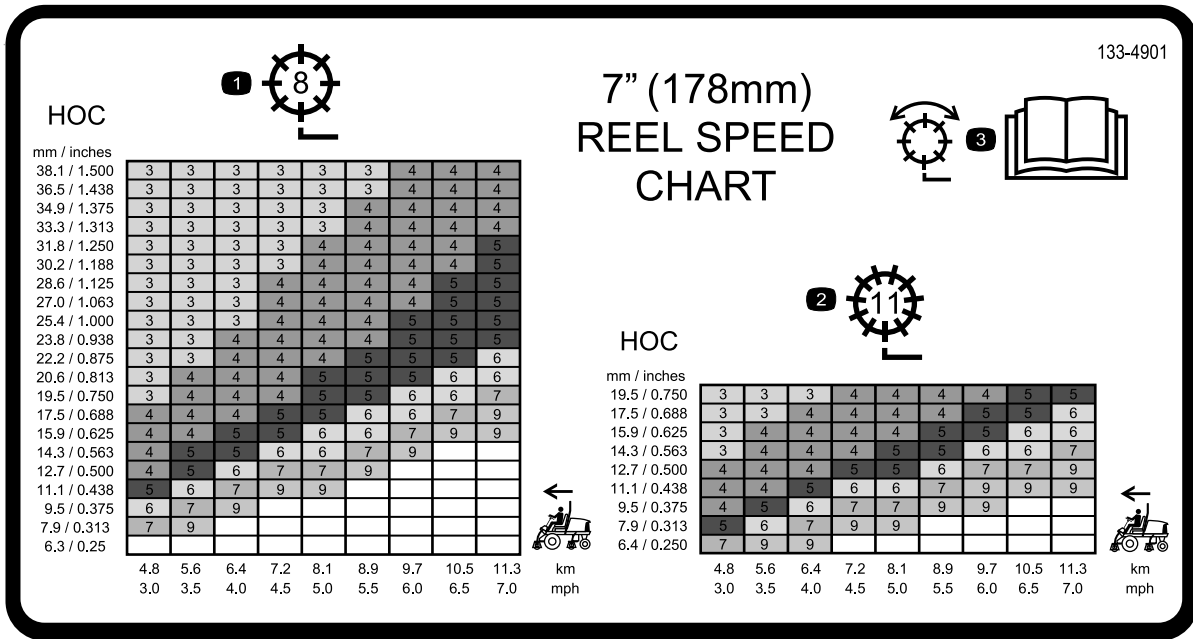 133-4901
7” (178mm)
REEL SPEED
CHART
3
1
8
HOC
mm / inches
38.1 / 1.500 3 3 3 3 3 3 4 4 4
36.5 / 1.438 3 3 3 3 3 3 4 4 4
34.9 / 1.375 3 3 3 3 3 4 4 4 4
33.3 / 1.313 3 3 3 3 3 4 4 4 4
31.8 / 1.250 3 3 3 3 4 4 4 4 5
30.2 / 1.188 3 3 3 3 4 4 4 4 5
28.6 / 1.125 3 3 3 4 4 4 4 5 5
27.0 / 1.063 3 3 3 4 4 4 4 5 5
25.4 / 1.000 3 3 3 4 4 4 5 5 5
23.8 / 0.938 3 3 4 4 4 4 5 5 5
22.2 / 0.875 3 3 4 4 4 5 5 5 6
20.6 / 0.813 3 4 4 4 5 5 5 6 6
19.5 / 0.750 3 4 4 4 5 5 6 6 7
17.5 / 0.688 4 4 4 5 5 6 6 7 9
15.9 / 0.625 4 4 5 5 6 6 7 9 9
14.3 / 0.563 4 5 5 6 6 7 9
12.7 / 0.500 4 5 6 7 7 9
11.1 / 0.438 5 6 7 9 9
9.5 / 0.375 6 7 9
7.9 / 0.313 7 9
6.3 / 0.25
4.8 5.6 6.4 7.2 8.1 8.9 9.7 10.5 11.3 km
3.0 3.5 4.0 4.5 5.0 5.5 6.0 6.5 7.0 mph
2
11
HOC
mm / inches
19.5 / 0.750 3 3 3 4 4 4 4 5 5
17.5 / 0.688 3 3 4 4 4 4 5 5 6
15.9 / 0.625 3 4 4 4 4 5 5 6 6
14.3 / 0.563 3 4 4 4 5 5 6 6 7
12.7 / 0.500 4 4 4 5 5 6 7 7 9
11.1 / 0.438 4 4 5 6 6 7 9 9 9
9.5 / 0.375 4 5 6 7 7 9 9
7.9 / 0.313 5 6 7 9 9
6.4 / 0.250 7 9 9
4.8 5.6 6.4 7.2 8.1 8.9 9.7 10.5 11.3 km
3.0 3.5 4.0 4.5 5.0 5.5 6.0 6.5 7.0 mph